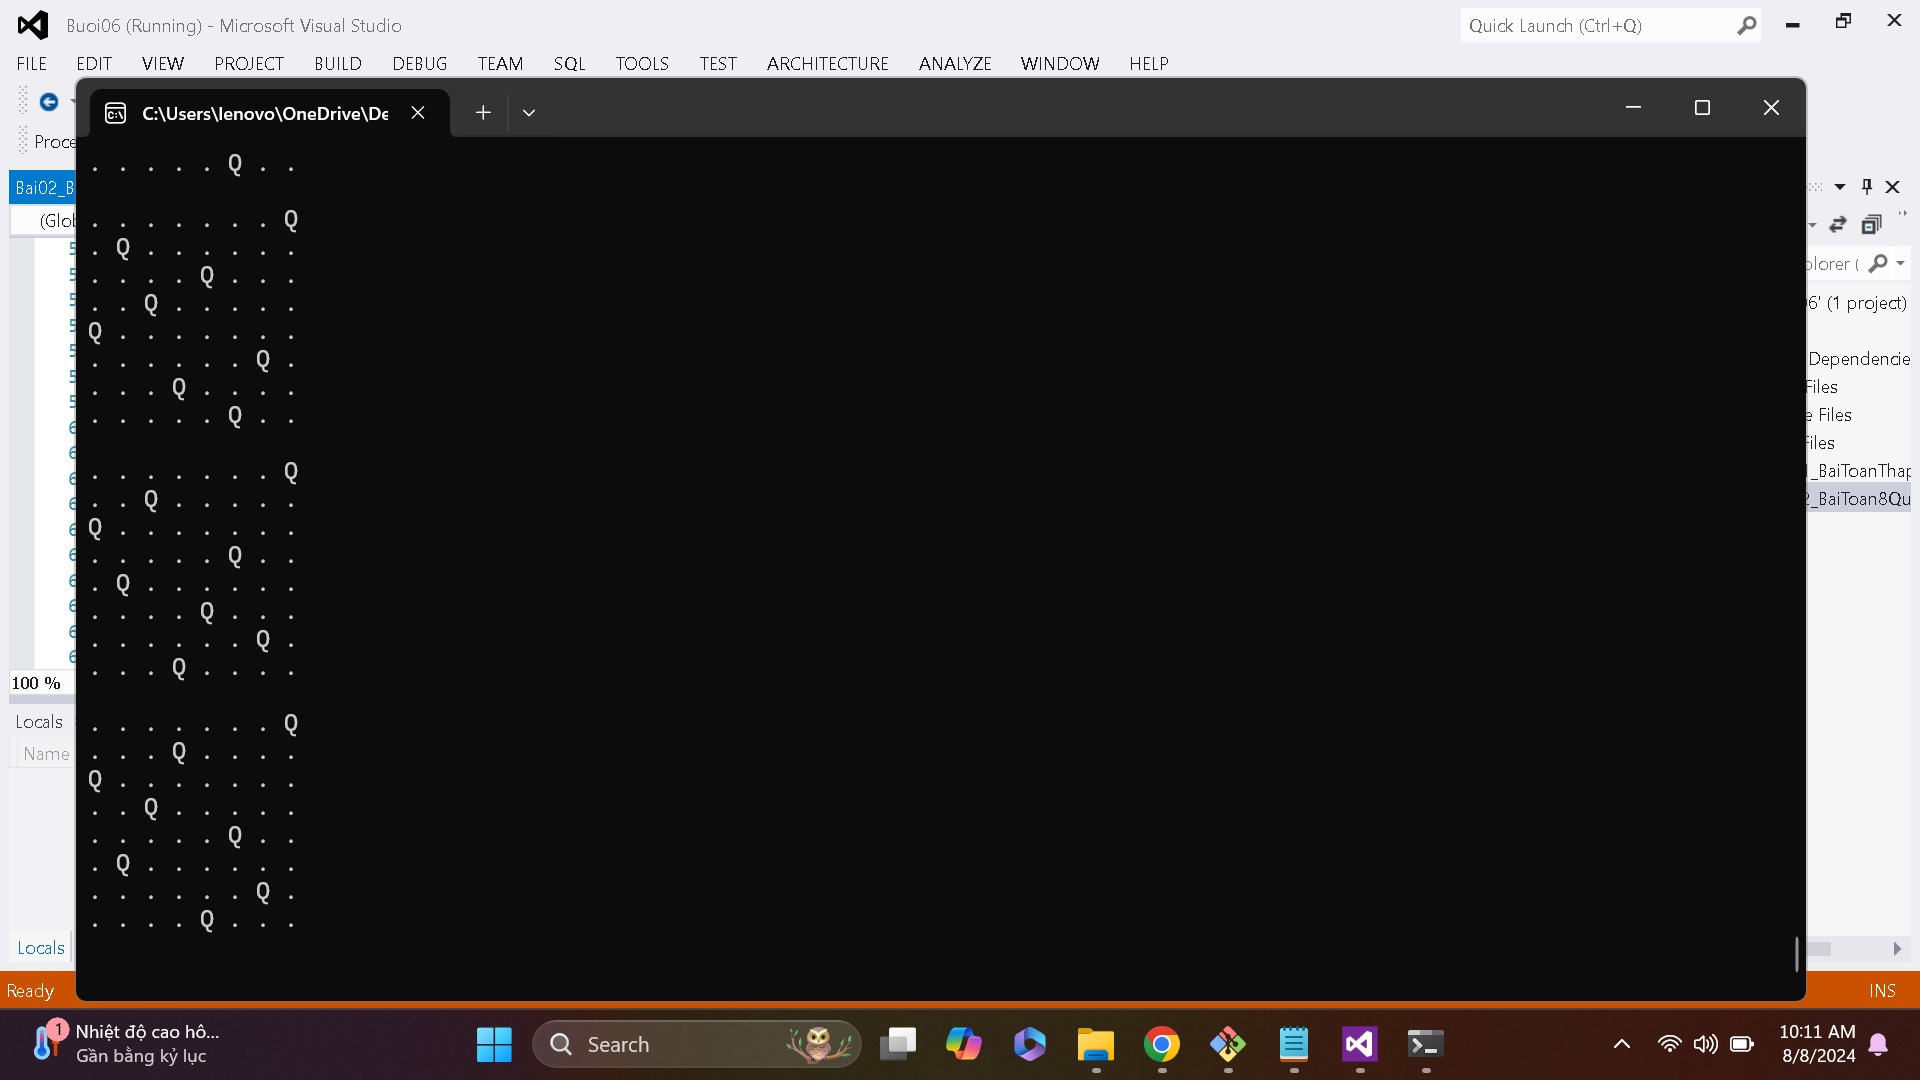 Buoi06 (Running) - Microsoft Visual Studio
Quick Launch (Ctrl+Q)
FILE EDIT VIEW PROJECT BUILD DEBUG TEAM SQL TOOLS TEST ARCHITECTURE ANALYZE WINDOW HELP
C:\Users\lenovo\OneDrive\De
Proce
Bai02_B
(Glob
. . . . . Q . .
. . . . . . . Q
. Q . . . . . .
. . . . Q . . .
. . Q . . . . .
Q . . . . . . .
. . . . . . Q .
. . . Q . . . .
. . . . . Q . .
. . . . . . . Q
. . Q . . . . .
Q . . . . . . .
. . . . . Q . .
. Q . . . . . .
. . . . Q . . .
. . . . . . Q .
. . . Q . . . .
. . . . . . . Q
. . . Q . . . .
Q . . . . . . .
. . Q . . . . .
. . . . . Q . .
. Q . . . . . .
. . . . . . Q .
. . . . Q . . .
plorer (
6' (1 project)
Dependencie
Files
e Files
Files
1_BaiToanThap
2_BaiToan8Qu
100 %
Locals
Name
Locals
Ready
INS
1
Nhiệt độ cao hô...
Gần bằng kỷ lục
Search
10:11 AM
8/8/2024